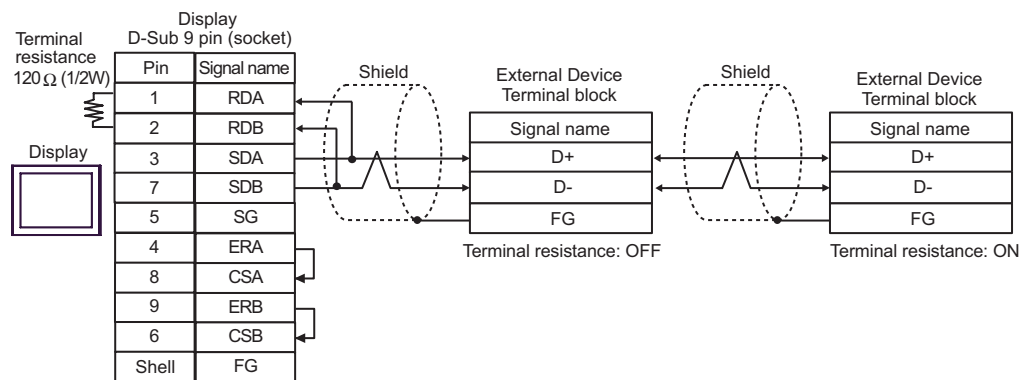 Display
D-Sub 9 pin (socket)
Terminal
resistance
120Ω (1/2W)
Pin Signal name
1 RDA
2 RDB
3 SDA
7 SDB
5 SG
4 ERA
8 CSA
9 ERB
6 CSB
Shell FG
Display
Shield
External Device
Terminal block
Signal name
D+
D-
FG
Terminal resistance: OFF
Shield
External Device
Terminal block
Signal name
D+
D-
FG
Terminal resistance: ON